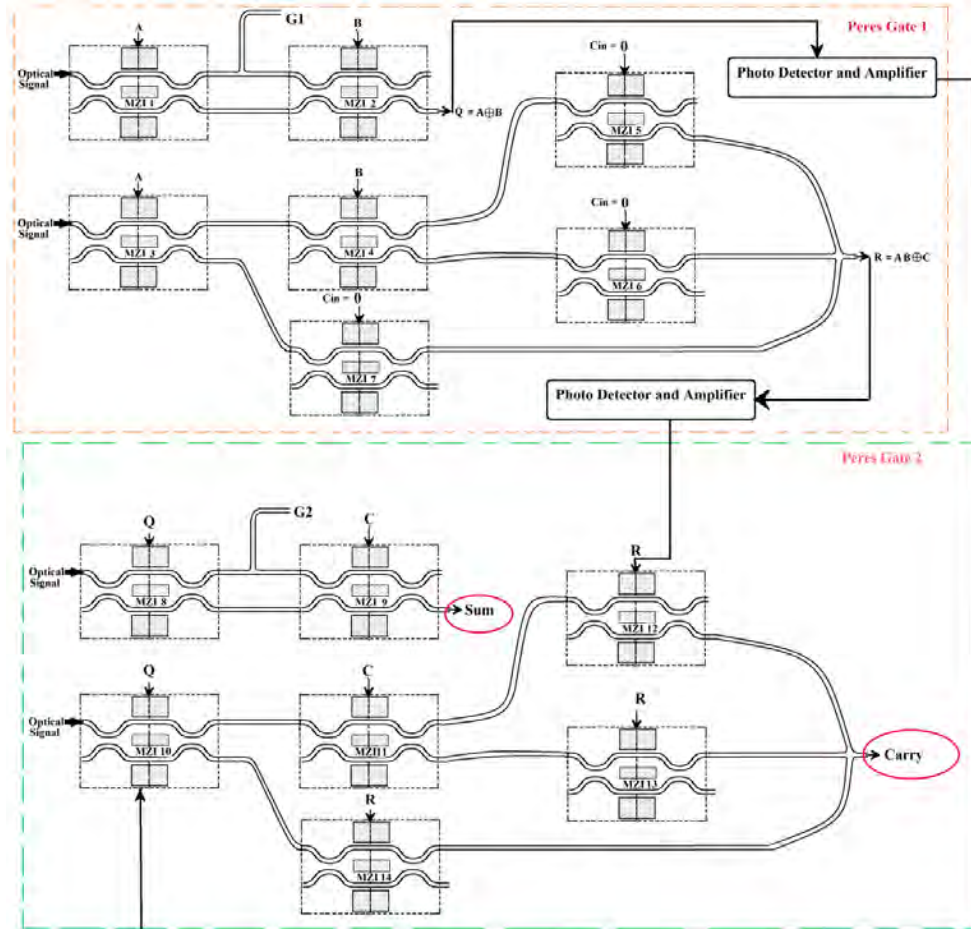 G1
Peres Gate 1
A
B
Cin = 0
Optical
Signal
MZI 1
MZI 2
Q = A⊕B
Photo Detector and Amplifier
MZI 5
A
B
Cin = 0
Optical
Signal
MZI 3
MZI 4
R = A B⊕C
MZI 6
Cin = 0
MZI 7
Photo Detector and Amplifier
Peres Gate 2
G2
Q
C
R
Optical
Signal
MZI 8
MZI 9
Sum
MZI 12
Q
C
R
Optical
Signal
MZI 10
MZI11
Carry
MZI13
R
MZI 14